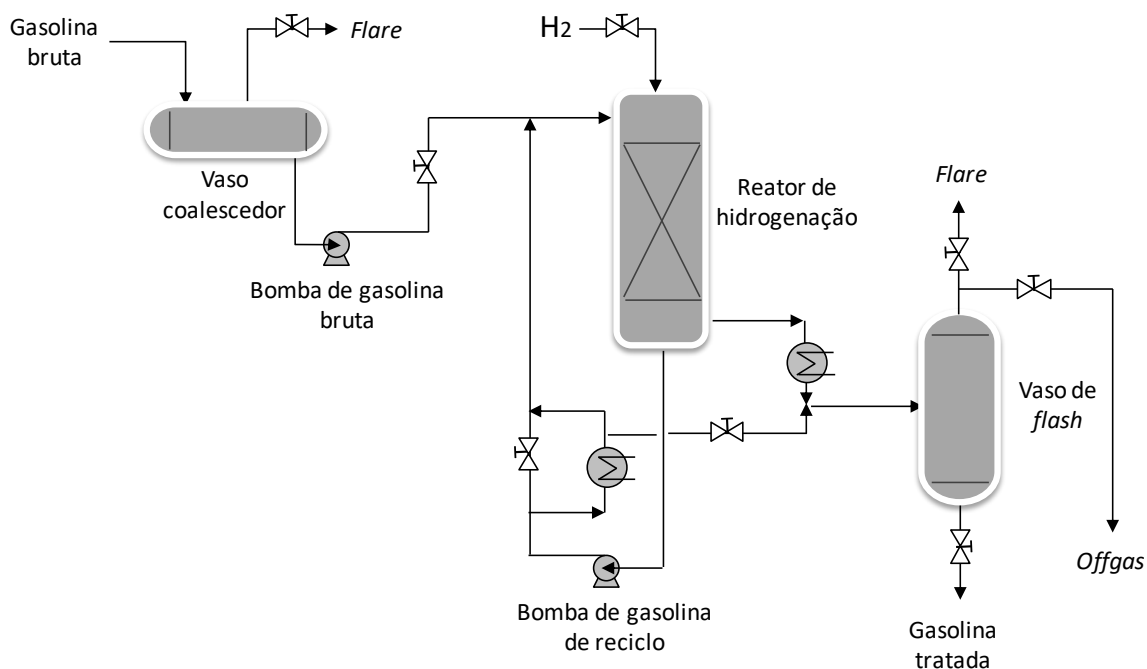 Gasolina
bruta
Flare
H2
Vaso
coalescedor
Bomba de gasolina
bruta
Reator de
hidrogenação
Flare
Vaso de
flash
Offgas
Bomba de gasolina
de reciclo
Gasolina
tratada